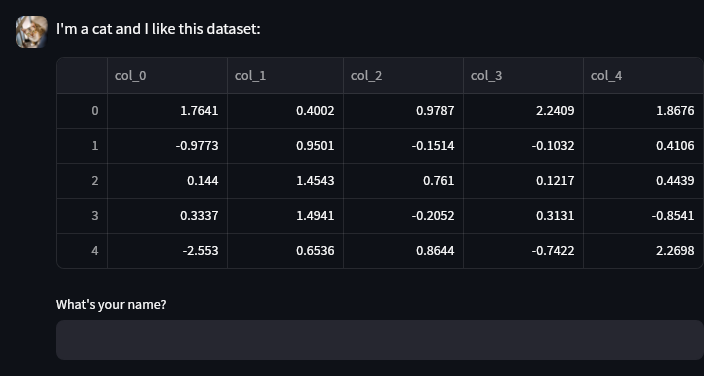 I'm a cat and I like this dataset:
col_0 col_1 col_2 col_3 col_4
0 1.7641 0.4002 0.9787 2.2409 1.8676
1 -0.9773 0.9501 -0.1514 -0.1032 0.4106
2 0.144 1.4543 0.761 0.1217 0.4439
3 0.3337 1.4941 -0.2052 0.3131 -0.8541
4 -2.553 0.6536 0.8644 -0.7422 2.2698
What's your name?